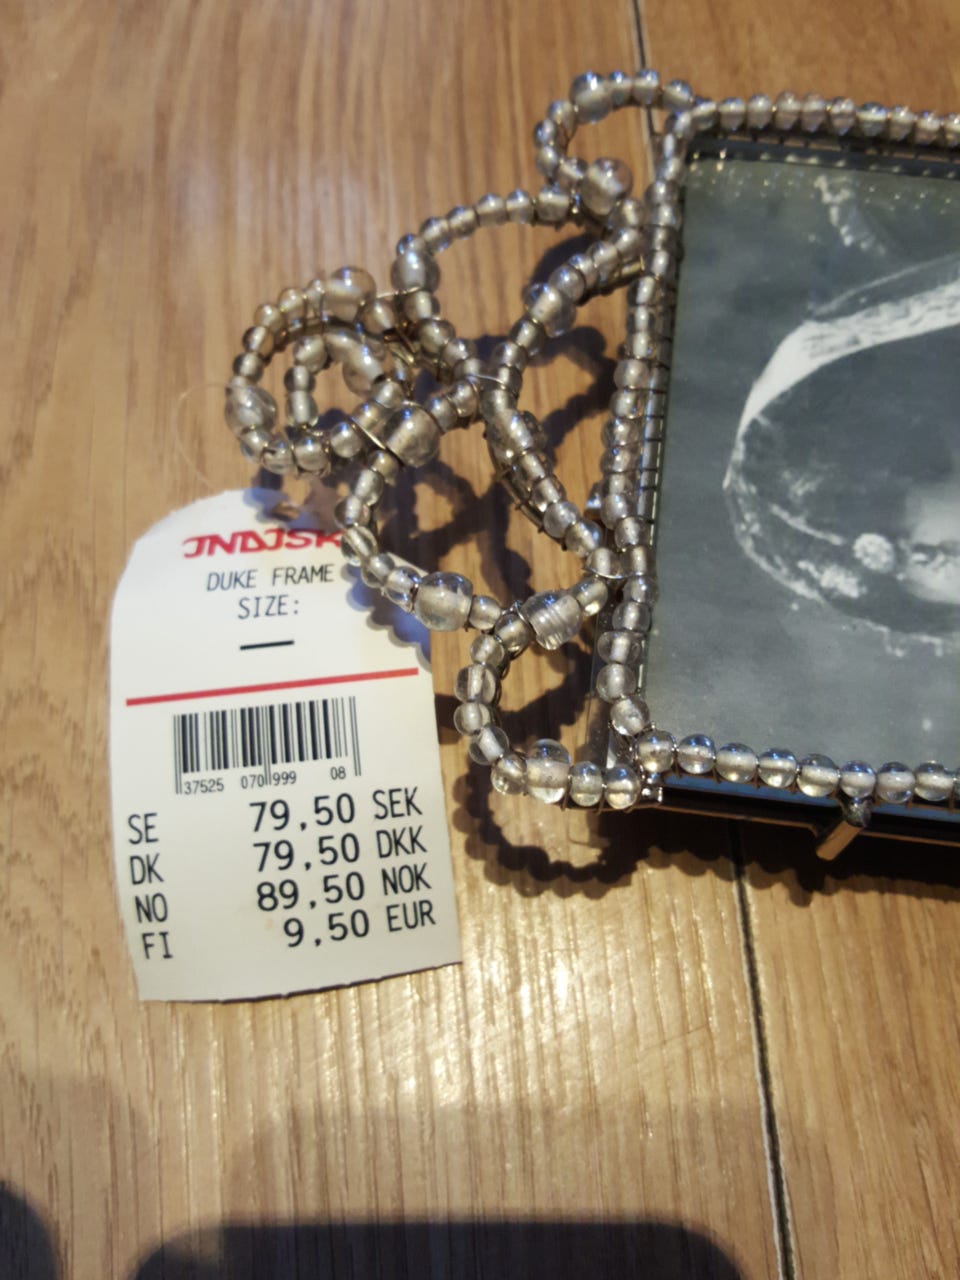 INDISK
DUKE FRAME
SIZE:
37525 070 999 08
SE 79,50 SEK
DK 79,50 DKK
NO 89,50 NOK
FI 9,50 EUR